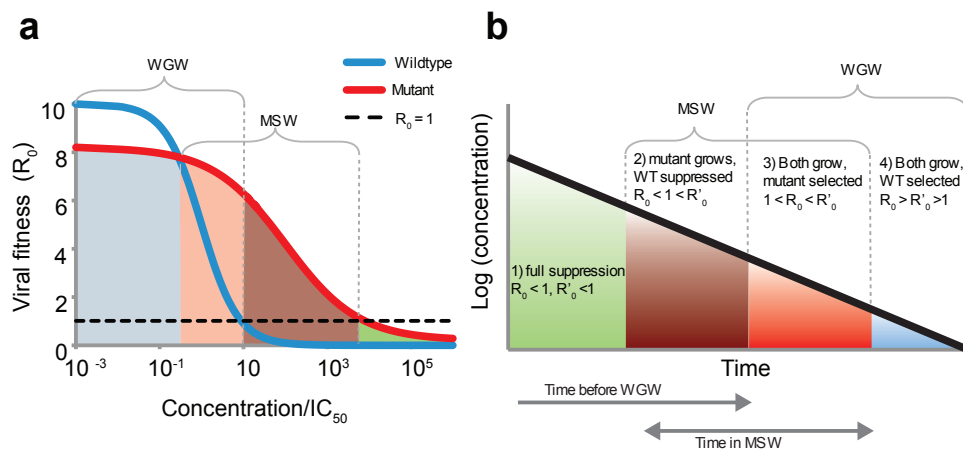 a
WGW
Wildtype
Mutant
R₀ = 1
MSW
Viral fitness (R₀)
10
8
6
4
2
0
10⁻³
10⁻¹
10
10³
10⁵
Concentration/IC₅₀
b
WGW
MSW
2) mutant grows,
WT suppressed
R₀ < 1 < R'₀
3) Both grow,
mutant selected
1 < R₀ < R'₀
4) Both grow,
WT selected
R₀ > R'₀ >1
1) full suppression
R₀ < 1, R'₀ <1
Log (concentration)
Time
Time before WGW
Time in MSW